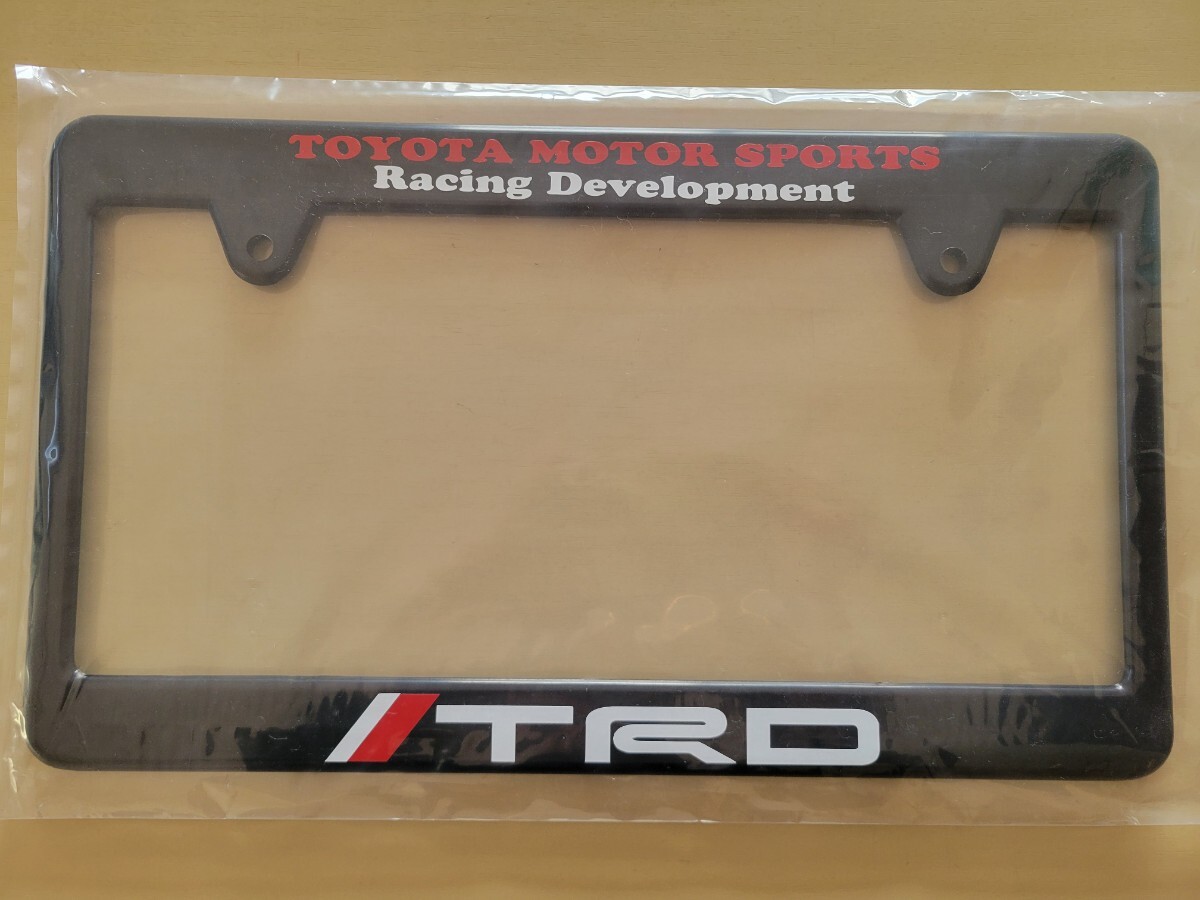 TOYOTA MOTOR SPORTS
Racing Development
TRD